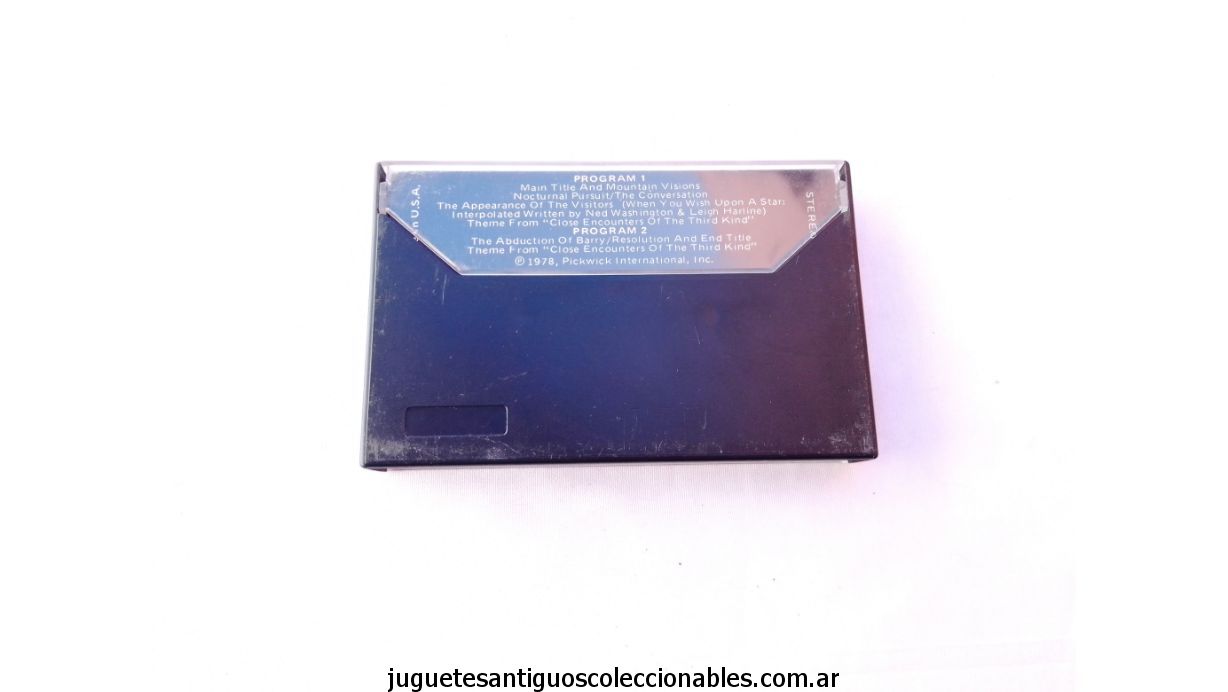 PROGRAM 1
Main Title And Mountain Visions
Nocturnal Pursuit/The Conversation
The Appearance Of The Visitors (When You Wish Upon A Star:
Interpolated Written by Ned Washington & Leigh Harline)
Theme From "Close Encounters Of The Third Kind"
PROGRAM 2
The Abduction Of Barry/Resolution And End Title
Theme From "Close Encounters Of The Third Kind"
℗ 1978, Pickwick International, Inc.
in U.S.A.
STEREO
juguetesantiguoscoleccionables.com.ar